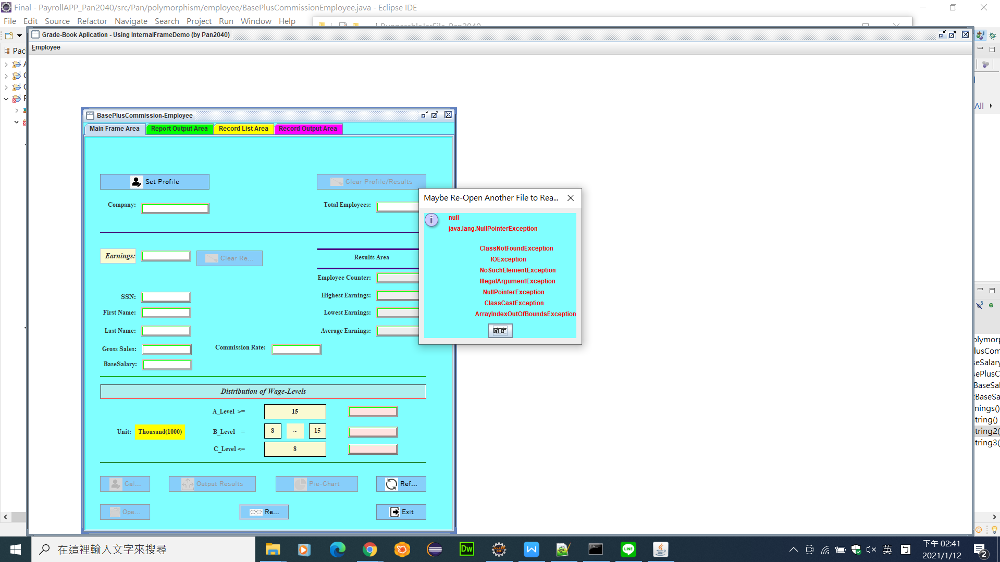 Final - PayrollAPP_Pan2040/src/Pan/polymorphism/employee/BasePlusCommissionEmployee.java - Eclipse IDE
File Edit Source Refactor Navigate Search Project Run Window Help
Grade-Book Aplication - Using InternalFrameDemo (by Pan2040)
Employee
All
BasePlusCommission-Employee
Main Frame Area Report Output Area Record List Area Record Output Area
Set Profile
Clear Profile/Results
Company:
Total Employees:
Earnings:
Clear Re...
Results Area
Employee Counter:
Highest Earnings:
Lowest Earnings:
Average Earnings:
SSN:
First Name:
Last Name:
Gross Sales:
Commission Rate:
BaseSalary:
Distribution of Wage-Levels
A_Level >= 15
Unit: Thousand(1000) B_Level = 8 ~ 15
C_Level <= 8
Cal... Output Results Pie-Chart Ref...
Ope... Re... Exit
Maybe Re-Open Another File to Rea...
null
java.lang.NullPointerException
ClassNotFoundException
IOException
NoSuchElementException
IllegalArgumentException
NullPointerException
ClassCastException
ArrayIndexOutOfBoundsException
確定
nings()
tring()
tring2(
tring3(
在這裡輸入文字來搜尋
英
下午 02:41
2021/1/12
2